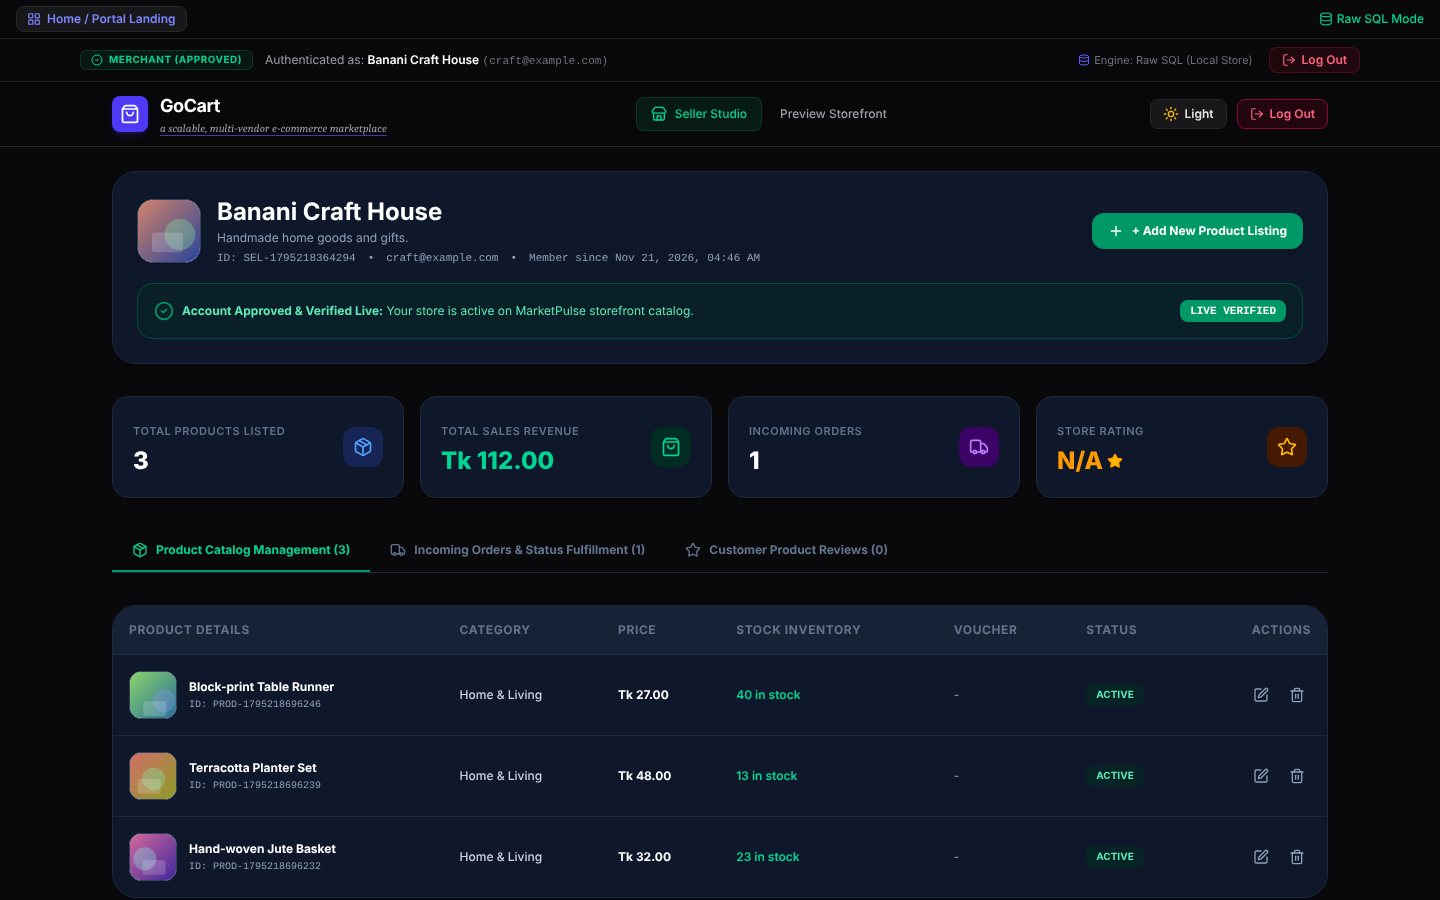 Home / Portal Landing
Raw SQL Mode
MERCHANT (APPROVED)
Authenticated as: Banani Craft House (craft@example.com)
Engine: Raw SQL (Local Store)
Log Out
GoCart
a scalable, multi-vendor e-commerce marketplace
Seller Studio
Preview Storefront
Light
Log Out
Banani Craft House
Handmade home goods and gifts.
ID: SEL-1795218364294 • craft@example.com • Member since Nov 21, 2026, 04:46 AM
+ Add New Product Listing
Account Approved & Verified Live: Your store is active on MarketPulse storefront catalog.
LIVE VERIFIED
TOTAL PRODUCTS LISTED
3
TOTAL SALES REVENUE
Tk 112.00
INCOMING ORDERS
1
STORE RATING
N/A
Product Catalog Management (3)
Incoming Orders & Status Fulfillment (1)
Customer Product Reviews (0)
PRODUCT DETAILS CATEGORY PRICE STOCK INVENTORY VOUCHER STATUS ACTIONS
Block-print Table Runner
ID: PROD-1795218696246
Home & Living
Tk 27.00
40 in stock
-
ACTIVE
Terracotta Planter Set
ID: PROD-1795218696239
Home & Living
Tk 48.00
13 in stock
-
ACTIVE
Hand-woven Jute Basket
ID: PROD-1795218696232
Home & Living
Tk 32.00
23 in stock
-
ACTIVE